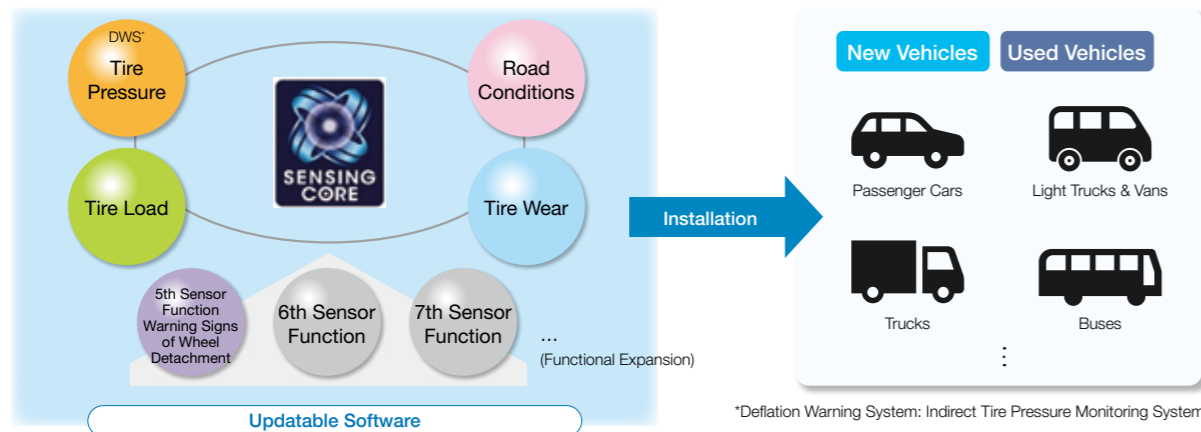 DWS*
Tire
Pressure
Road
Conditions
SENSING
CORE
Tire Load
Tire Wear
5th Sensor
Function
Warning Signs
of Wheel
Detachment
6th Sensor
Function
7th Sensor
Function
...
(Functional Expansion)
Updatable Software
Installation
New Vehicles
Used Vehicles
Passenger Cars
Light Trucks & Vans
Trucks
Buses
⋮
*Deflation Warning System: Indirect Tire Pressure Monitoring System